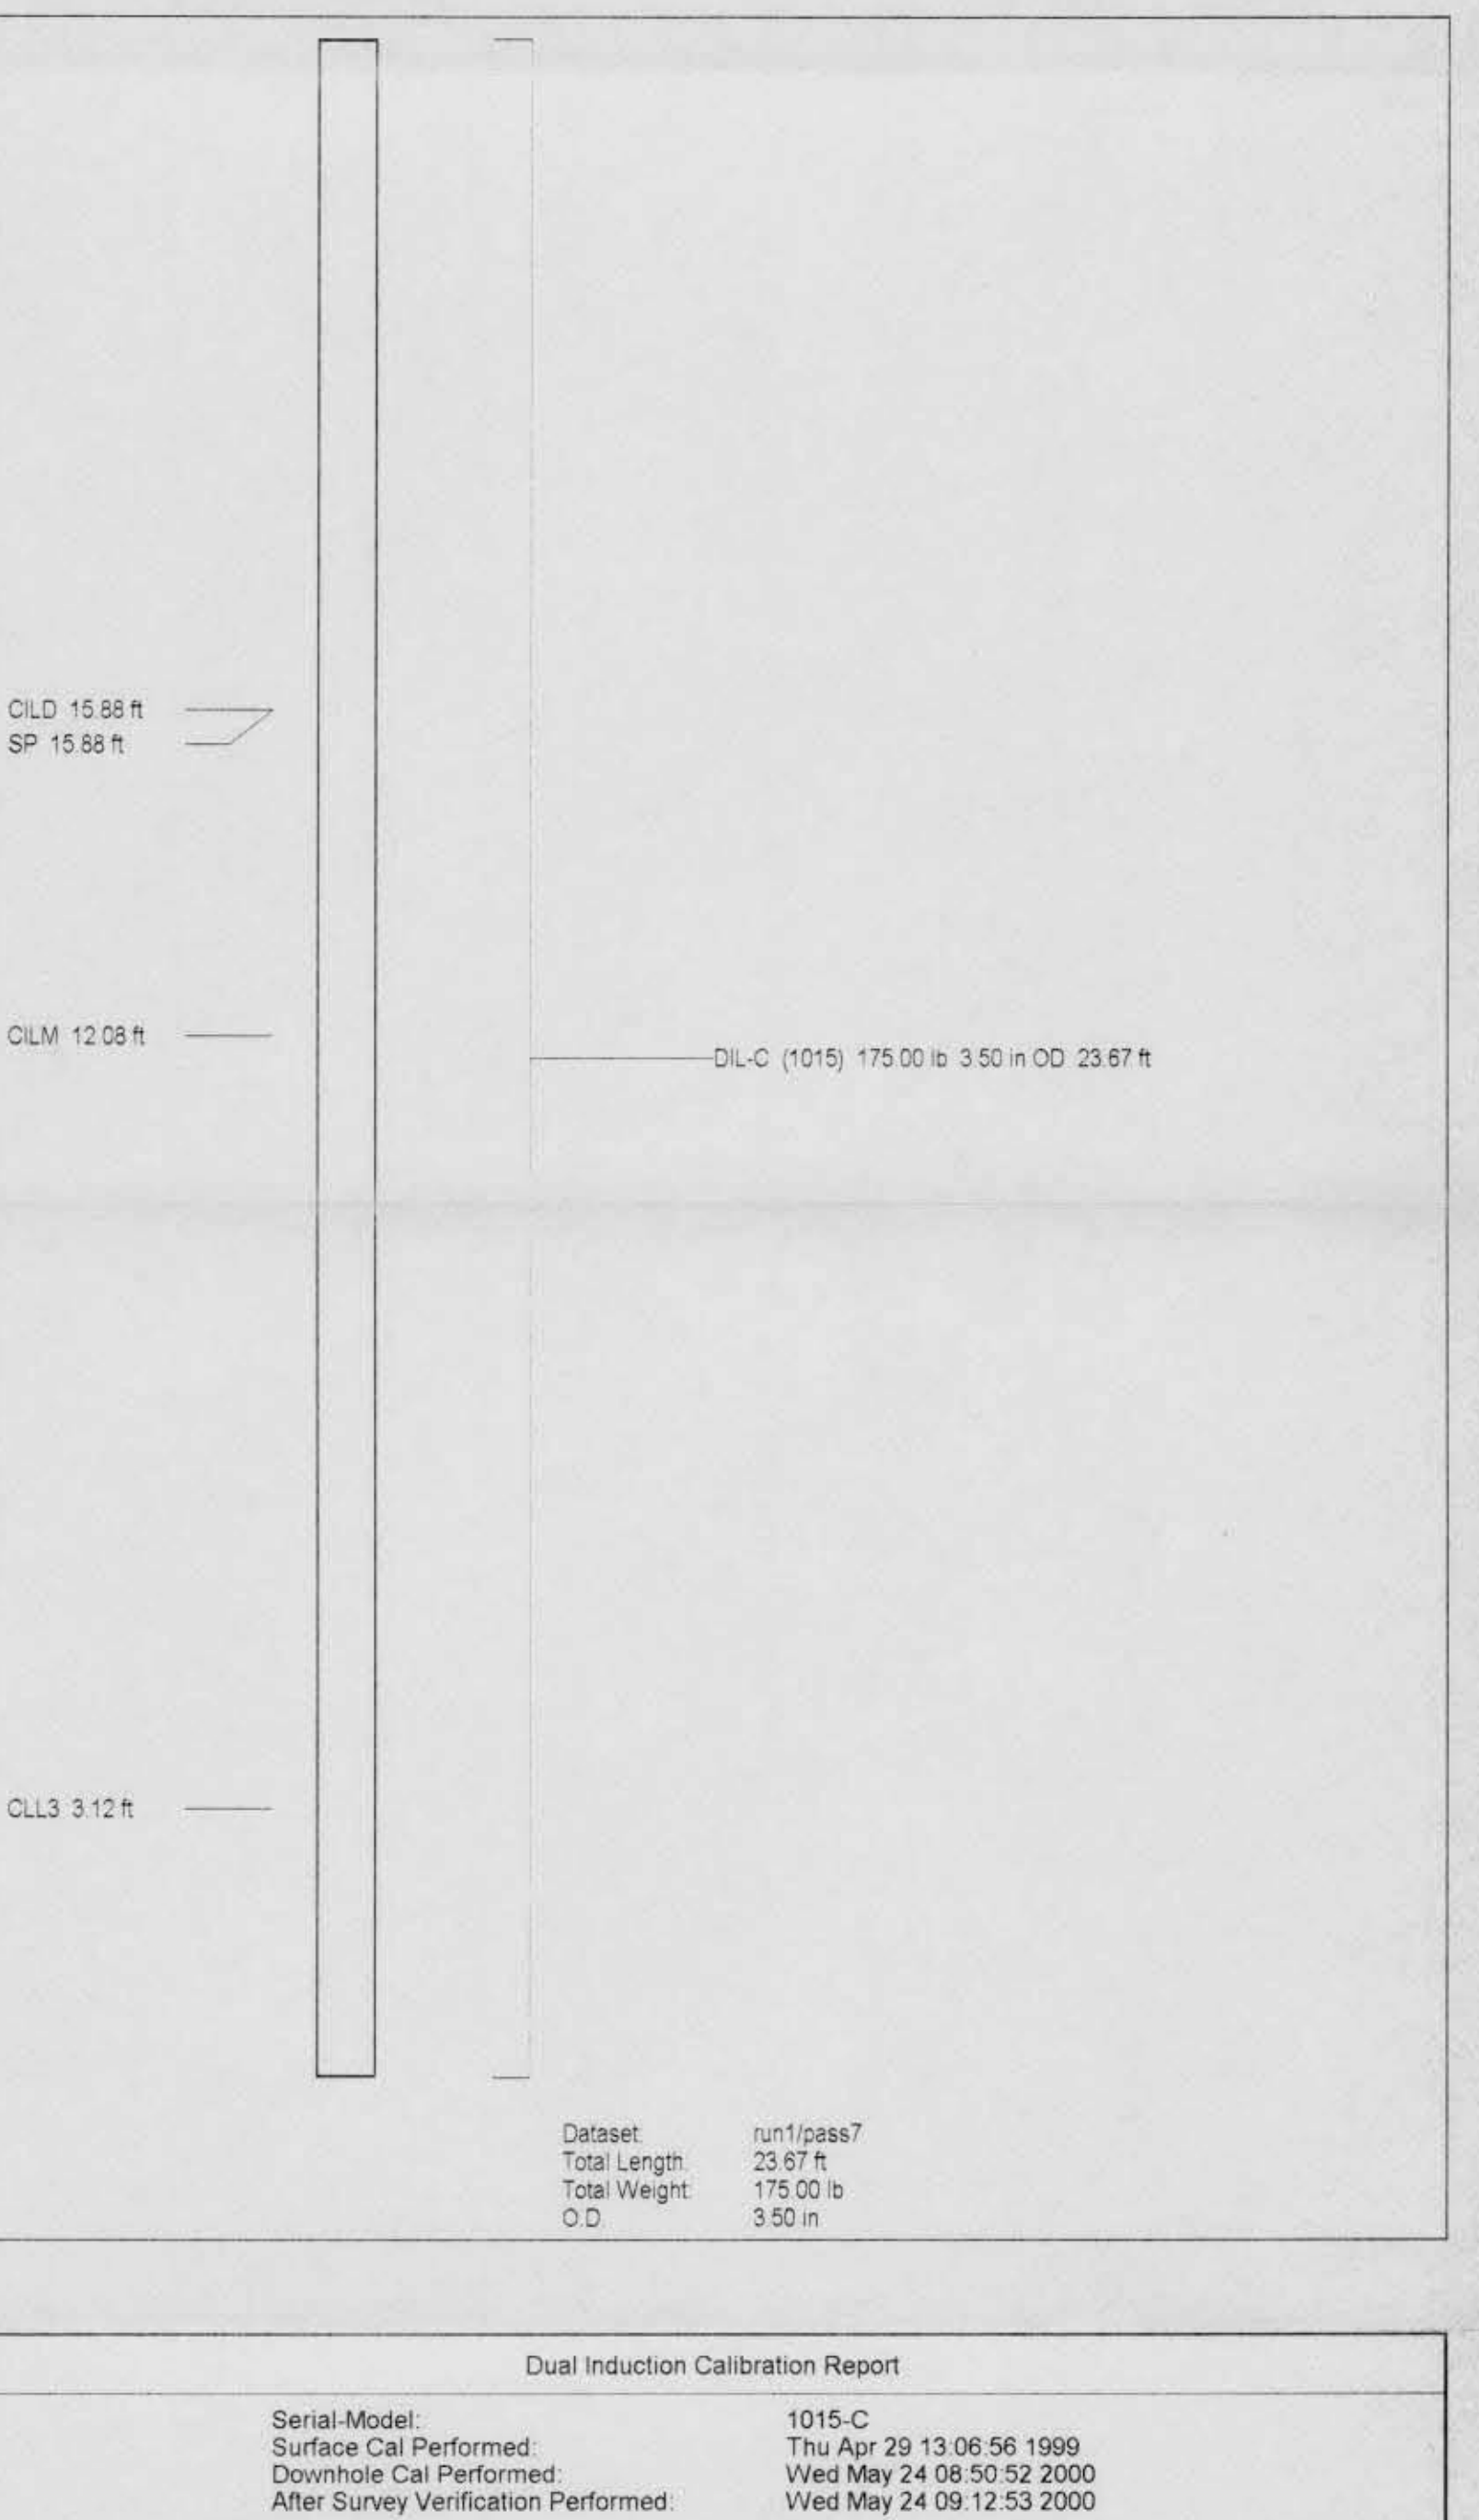 CILD 15.88 ft
SP 15.88 ft
CILM 12.08 ft
DIL-C (1015) 175.00 lb 3.50 in OD 23.67 ft
CLL3 3.12 ft
Dataset: run1/pass7
Total Length: 23.67 ft
Total Weight: 175.00 lb
O.D. 3.50 in
Dual Induction Calibration Report
Serial-Model: 1015-C
Surface Cal Performed: Thu Apr 29 13:06:56 1999
Downhole Cal Performed: Wed May 24 08:50:52 2000
After Survey Verification Performed: Wed May 24 09:12:53 2000